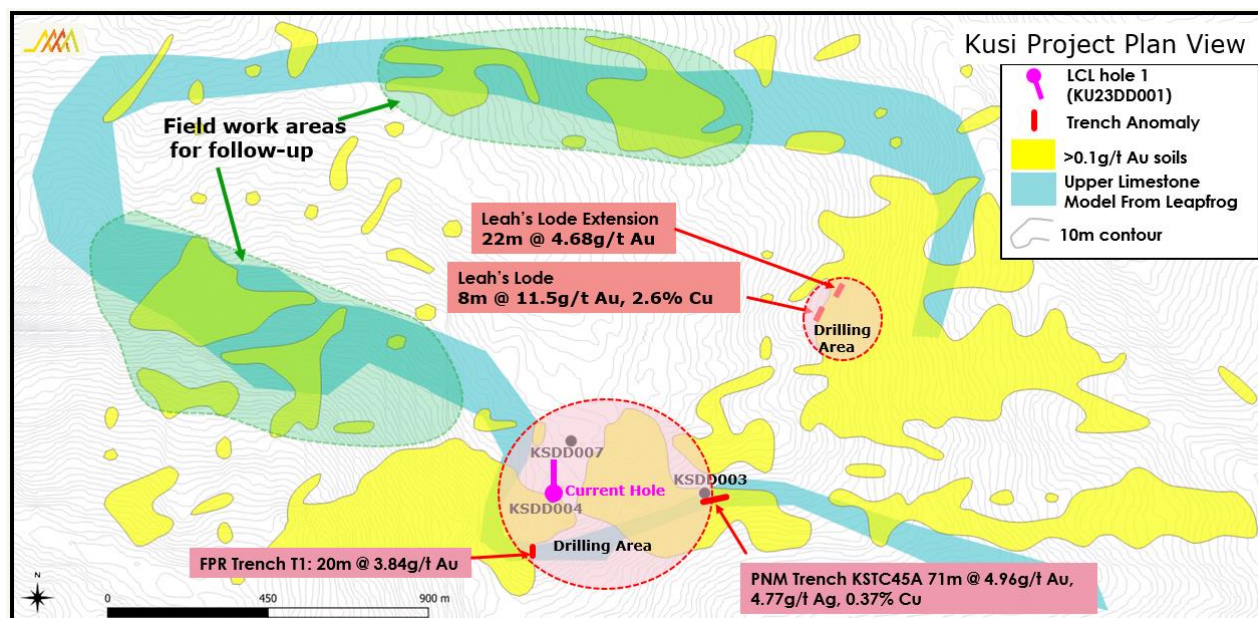 Kusi Project Plan View
LCL hole 1
(KU23DD001)
Trench Anomaly
>0.1g/t Au soils
Upper Limestone
Model From Leapfrog
10m contour
Field work areas
for follow-up
Leah's Lode Extension
22m @ 4.68g/t Au
Leah's Lode
8m @ 11.5g/t Au, 2.6% Cu
Drilling
Area
KSDD007
KSDD003
Current Hole
KSDD004
Drilling Area
FPR Trench T1: 20m @ 3.84g/t Au
PNM Trench KSTC45A 71m @ 4.96g/t Au,
4.77g/t Ag, 0.37% Cu
N
0 450 900 m